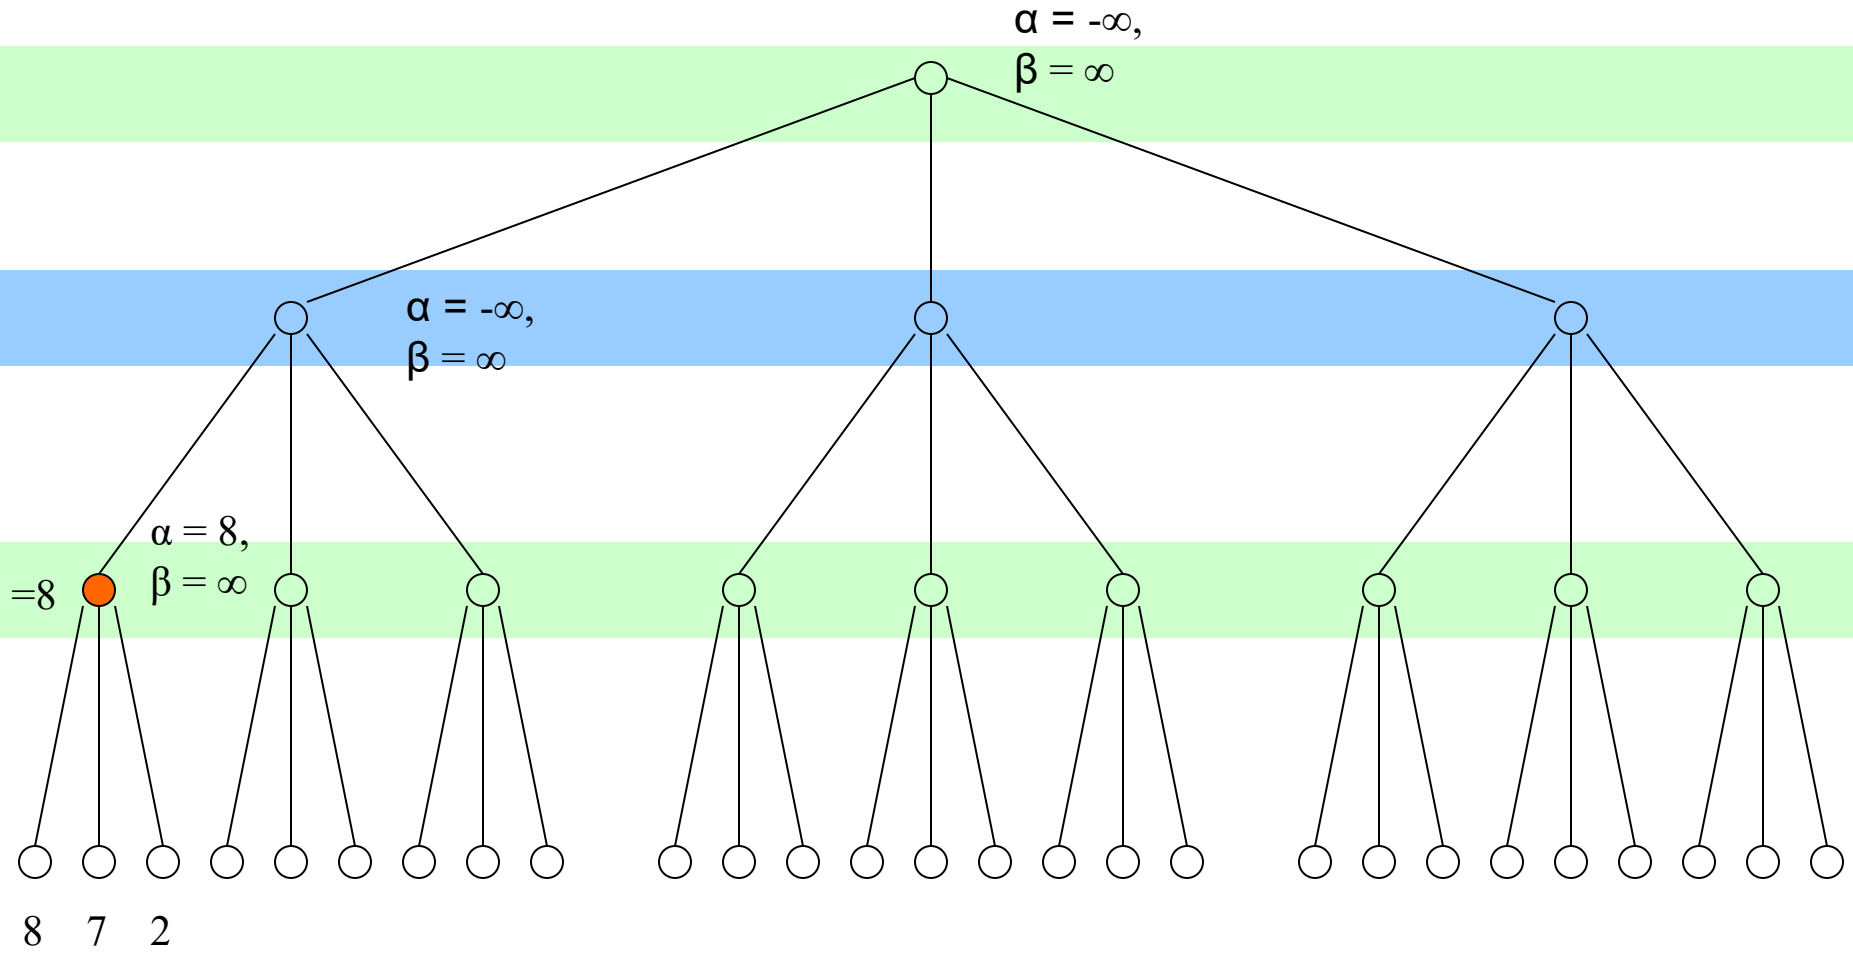 α = -∞,
β = ∞
α = -∞,
β = ∞
α = 8,
β = ∞
=8
8 7 2